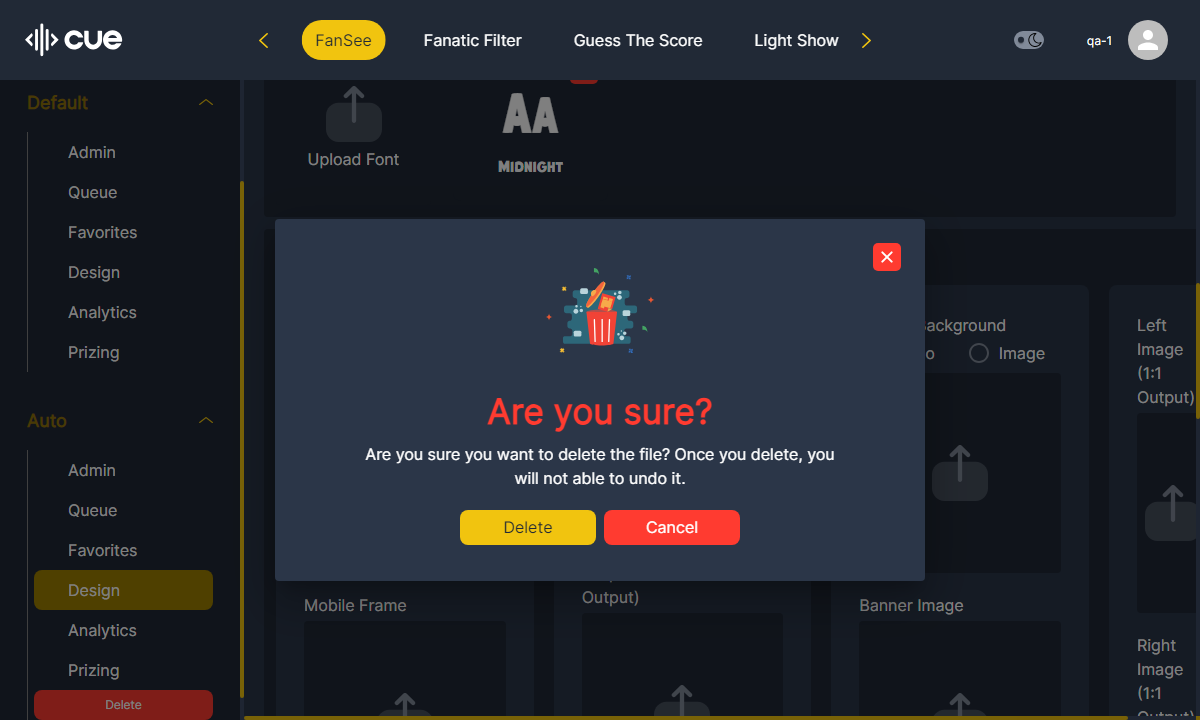 cue
FanSee
Fanatic Filter
Guess The Score
Light Show
qa-1
Default
Admin
Queue
Favorites
Design
Analytics
Prizing
Auto
Admin
Queue
Favorites
Design
Analytics
Prizing
Delete
Upload Font
AA
MIDNIGHT
Are you sure?
Are you sure you want to delete the file? Once you delete, you
will not able to undo it.
Delete
Cancel
Image
Left
Image
(1:1
Output)
Mobile Frame
Output)
Banner Image
Right
Image
(1:1
Output)